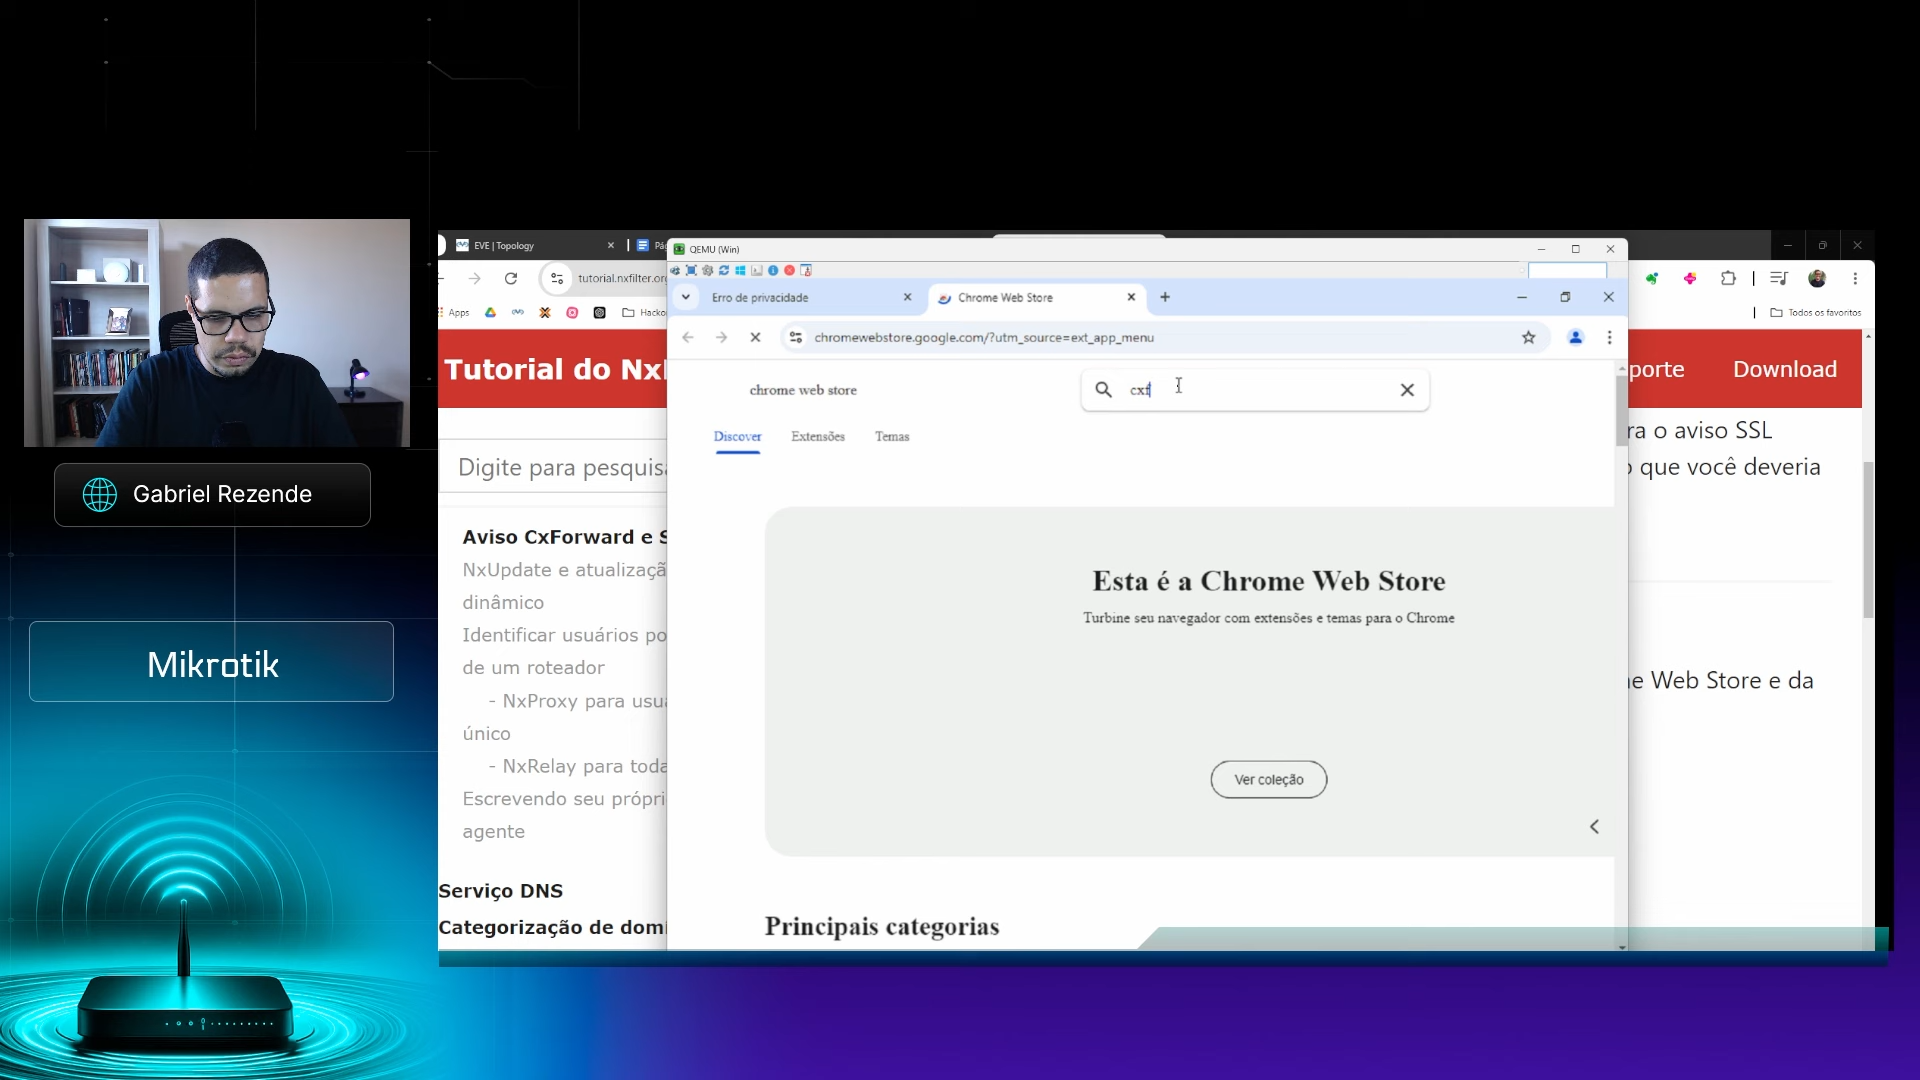 Gabriel Rezende
Mikrotik
EVE | Topology
tutorial.nxfilter.or
Apps
Hacko
Todos os favoritos
Tutorial do Nx
porte
Download
Digite para pesquisa
Aviso CxForward e S
NxUpdate e atualizaçã
dinâmico
Identificar usuários po
de um roteador
- NxProxy para usua
único
- NxRelay para toda
Escrevendo seu própri
agente
Serviço DNS
Categorização de dom
QEMU (Win)
Erro de privacidade
Chrome Web Store
chromewebstore.google.com/?utm_source=ext_app_menu
chrome web store
cxf
Discover
Extensões
Temas
Esta é a Chrome Web Store
Turbine seu navegador com extensões e temas para o Chrome
Ver coleção
Principais categorias
ra o aviso SSL
que você deveria
e Web Store e da